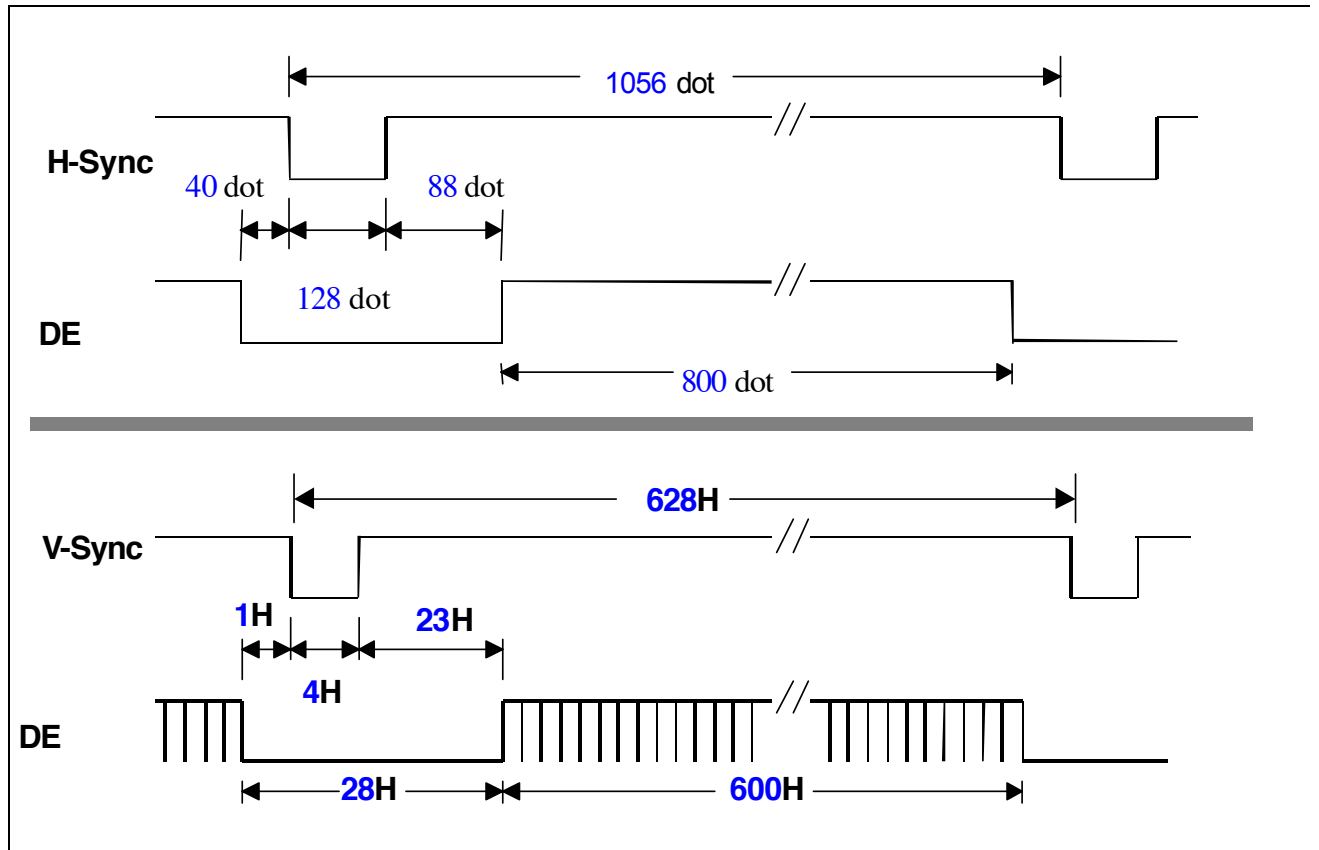 1056 dot
H-Sync
40 dot
88 dot
128 dot
DE
800 dot
628H
V-Sync
1H
23H
4H
DE
28H
600H